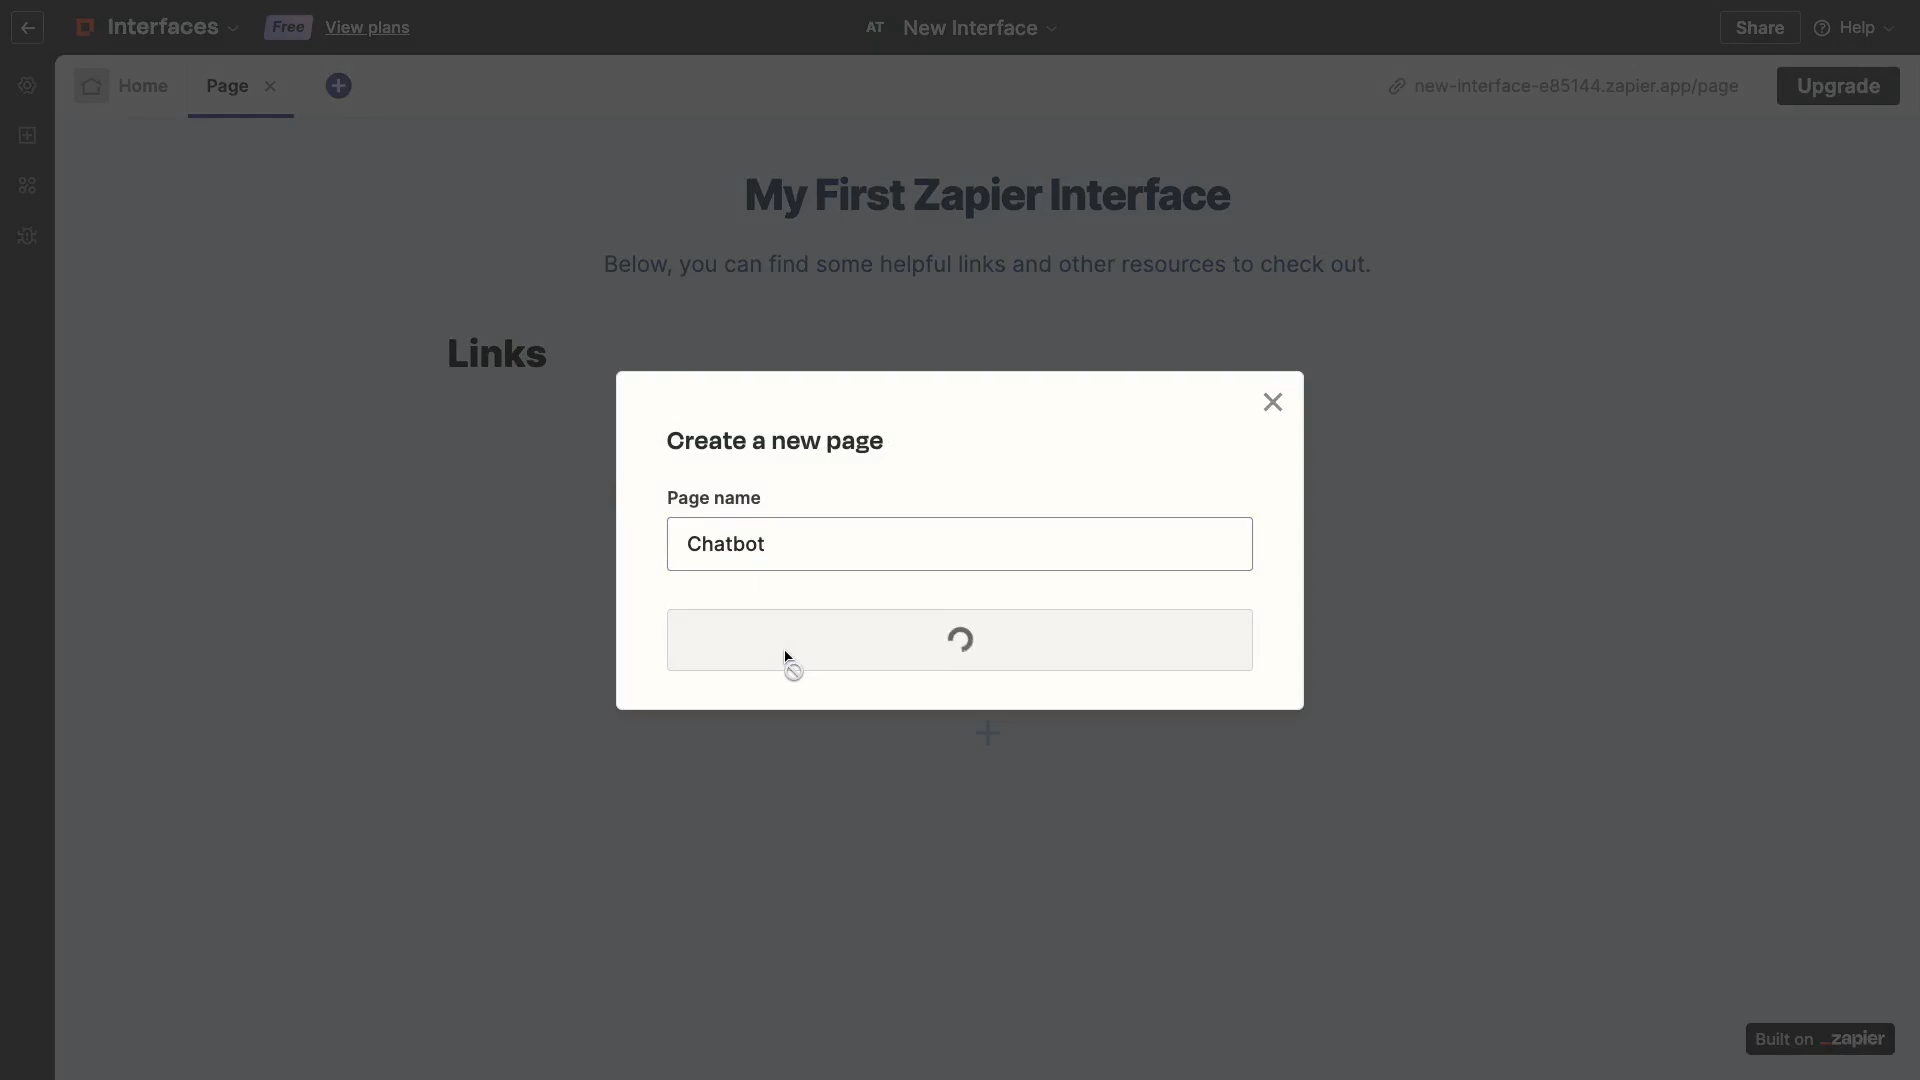 Interfaces Free View plans AT New Interface Share Help
Home Page new-interface-e85144.zapier.app/page Upgrade
My First Zapier Interface
Below, you can find some helpful links and other resources to check out.
Links
Create a new page
Page name
Chatbot
Built on _zapier